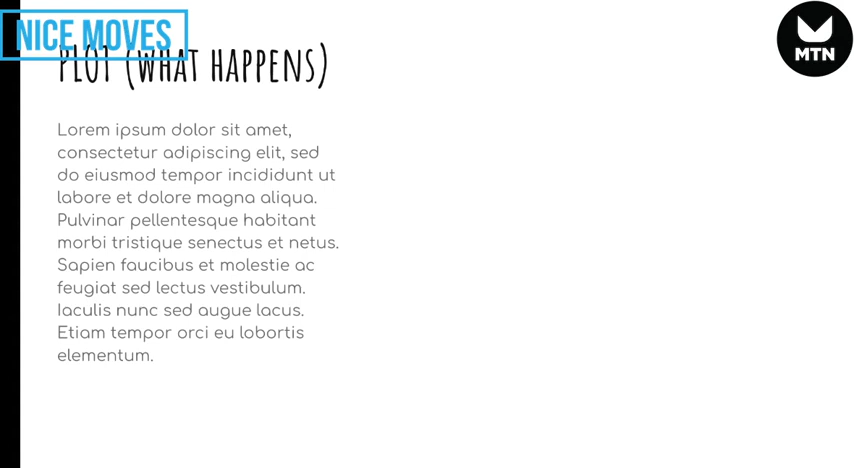 NICE MOVES
MTN
PLOT (WHAT HAPPENS)
Lorem ipsum dolor sit amet,
consectetur adipiscing elit, sed
do eiusmod tempor incididunt ut
labore et dolore magna aliqua.
Pulvinar pellentesque habitant
morbi tristique senectus et netus.
Sapien faucibus et molestie ac
feugiat sed lectus vestibulum.
Iaculis nunc sed augue lacus.
Etiam tempor orci eu lobortis
elementum.